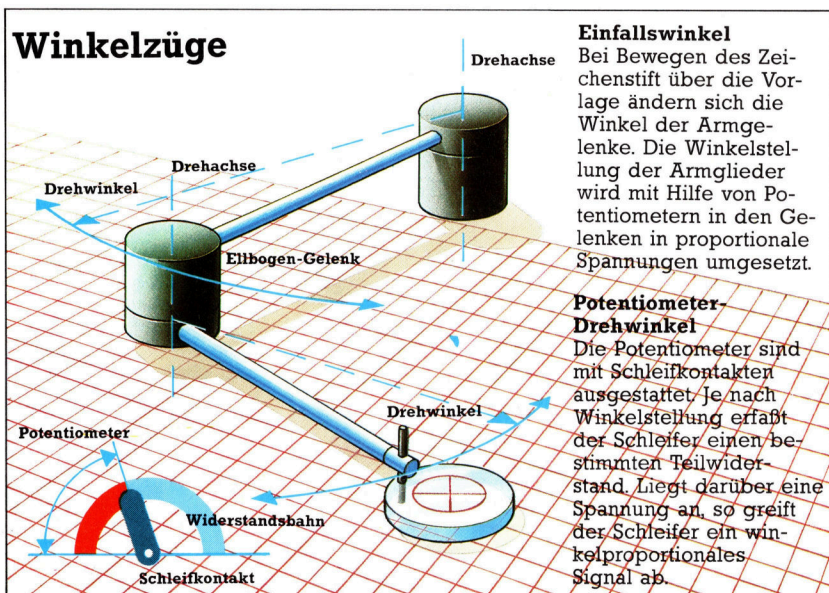 Winkelzüge
Drehachse
Drehachse
Drehwinkel
Ellbogen-Gelenk
Drehwinkel
Potentiometer
Widerstandsbahn
Schleifkontakt
Einfallswinkel
Bei Bewegen des Zei-
chenstift über die Vor-
lage ändern sich die
Winkel der Armge-
lenke. Die Winkelstel-
lung der Armglieder
wird mit Hilfe von Po-
tentiometern in den Ge-
lenken in proportionale
Spannungen umgesetzt.
Potentiometer-
Drehwinkel
Die Potentiometer sind
mit Schleifkontakten
ausgestattet. Je nach
Winkelstellung erfaßt
der Schleifer einen be-
stimmten Teilwider-
stand. Liegt darüber eine
Spannung an, so greift
der Schleifer ein win-
kelproportionales
Signal ab.